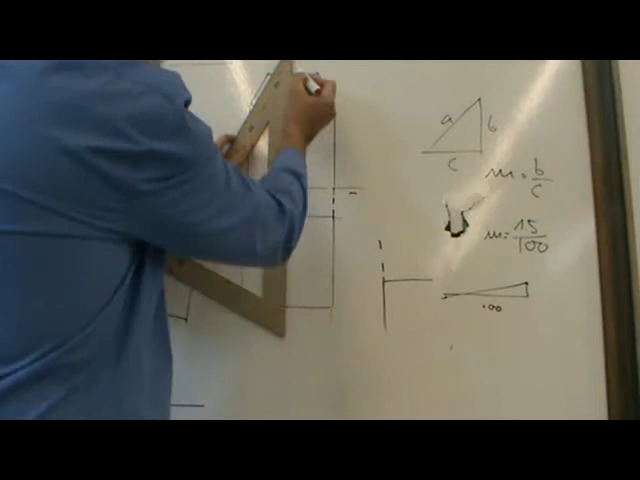 a
b
c
m = b/c
m = 15/100
100